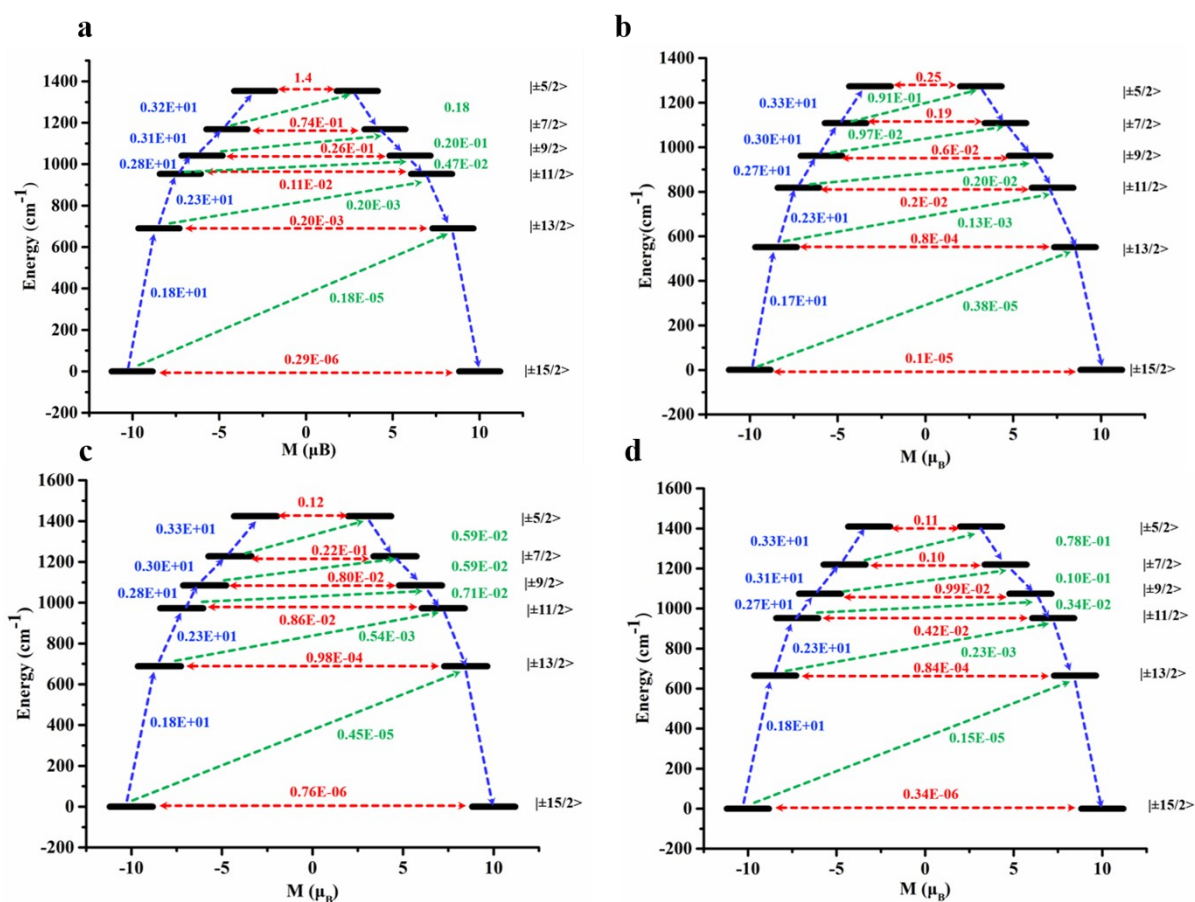 a
Energy (cm-1)
1400
1200
1000
800
600
400
200
0
-200
1.4
|±5/2>
0.32E+01
0.18
0.74E-01
|±7/2>
0.31E+01
0.20E-01
0.26E-01
|±9/2>
0.28E+01
0.47E-02
0.11E-02
|±11/2>
0.23E+01
0.20E-03
0.20E-03
|±13/2>
0.18E+01
0.18E-05
0.29E-06
|±15/2>
-10 -5 0 5 10
M (µB)
b
Energy(cm-1)
1400
1200
1000
800
600
400
200
0
-200
0.25
|±5/2>
0.33E+01
0.91E-01
0.19
|±7/2>
0.30E+01
0.97E-02
0.6E-02
|±9/2>
0.27E+01
0.20E-02
|±11/2>
0.23E+01
0.2E-02
0.13E-03
0.8E-04
|±13/2>
0.17E+01
0.38E-05
0.1E-05
|±15/2>
-10 -5 0 5 10
M (µB)
c
Energy (cm-1)
1600
1400
1200
1000
800
600
400
200
0
-200
0.12
|±5/2>
0.33E+01
0.59E-02
0.22E-01
|±7/2>
0.30E+01
0.59E-02
0.80E-02
|±9/2>
0.28E+01
0.71E-02
0.86E-02
|±11/2>
0.23E+01
0.54E-03
0.98E-04
|±13/2>
0.18E+01
0.45E-05
0.76E-06
|±15/2>
-10 -5 0 5 10
M (µB)
d
Energy (cm-1)
1600
1400
1200
1000
800
600
400
200
0
-200
0.11
|±5/2>
0.33E+01
0.78E-01
0.10
|±7/2>
0.31E+01
0.10E-01
0.99E-02
|±9/2>
0.27E+01
0.34E-02
|±11/2>
0.42E-02
0.23E+01
0.23E-03
0.84E-04
|±13/2>
0.18E+01
0.15E-05
0.34E-06
|±15/2>
-10 -5 0 5 10
M (µB)